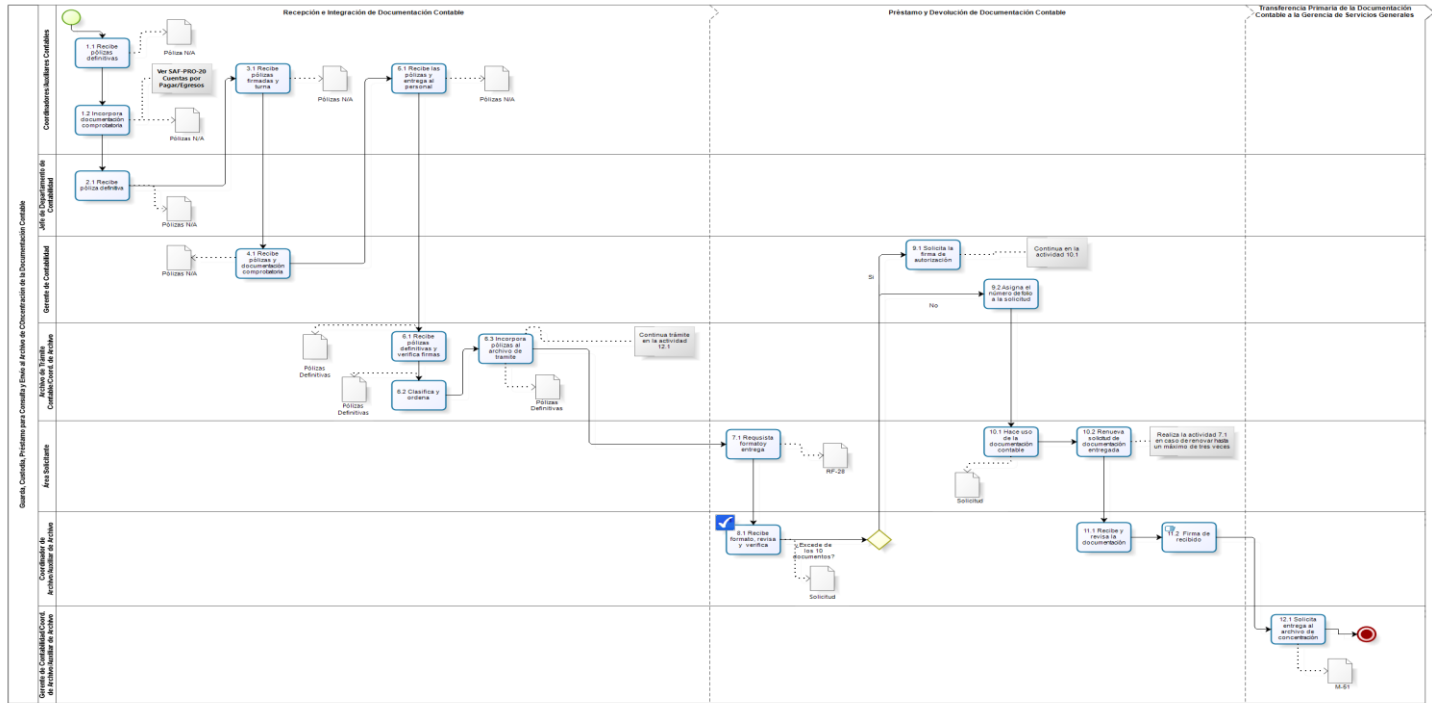 Recepción e Integración de Documentación Contable
Préstamo y Devolución de Documentación Contable
Transferencia Primaria de la Documentación
Contable a la Gerencia de Servicios Generales
Guarda, Custodia, Préstamo para Consulta y Envío al Archivo de COncentración de la Documentación Contable
Coordinadores/Auxiliares Contables
1.1 Recibe
pólizas
definitivas
Póliza N/A
Ver SAF-PRO-20
Cuentas por
Pagar/Egresos
1.2 Incorpora
documentación
comprobatoria
Pólizas N/A
3.1 Recibe
pólizas
firmadas y
turna
Pólizas N/A
6.1 Recibe las
pólizas y
entrega al
personal
Pólizas N/A
Jefe de Departamento de
Contabilidad
2.1 Recibe
póliza definitiva
Pólizas N/A
Gerente de Contabilidad
4.1 Recibe
pólizas y
documentación
comprobatoria
Pólizas N/A
9.1 Solicita la
firma de
autorización
Continua en la
actividad 10.1
Si
9.2 Asigna el
número de folio
a la solicitud
No
Archivo de Trámite
Contable/Coord. de Archivo
6.1 Recibe
pólizas
definitivas y
verifica firmas
Pólizas
Definitivas
6.2 Clasifica y
ordena
Pólizas
Definitivas
6.3 Incorpora
pólizas al
archivo de
tramite
Continua trámite
en la actividad
12.1
Pólizas
Definitivas
Área Solicitante
7.1 Requsista
formatoy
entrega
RF-28
10.1 Hace uso
de la
documentación
contable
Solicitud
10.2 Renueva
solicitud de
documentación
entregada
Realiza la actividad 7.1
en caso de renovar hasta
un máximo de tres veces
Coordinador de
Archivo/Auxiliar de Archivo
8.1 Recibe
formato, revisa
y verifica
¿Excede de
los 10
documentos?
Solicitud
11.1 Recibe y
revisa la
documentación
11.2 Firma de
recibido
Gerente de Contabilidad/Coord.
de Archivo/Auxiliar de Archivo
12.1 Solicita
entrega al
archivo de
concentación
M-51